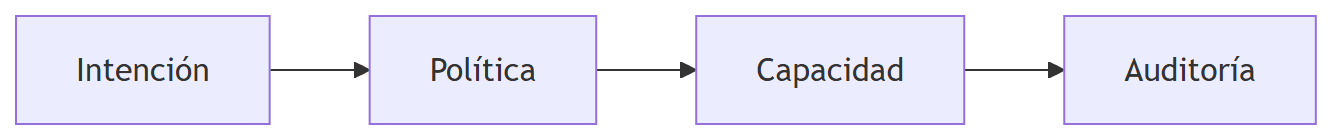 Intención
Política
Capacidad
Auditoría